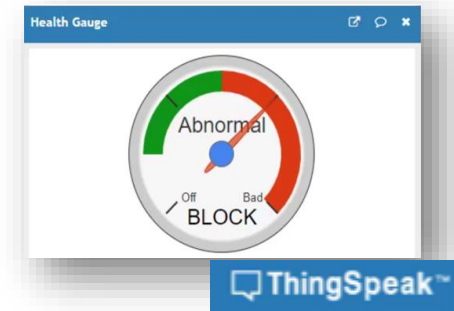 Health Gauge
Abnormal
Off Bad
BLOCK
ThingSpeak™